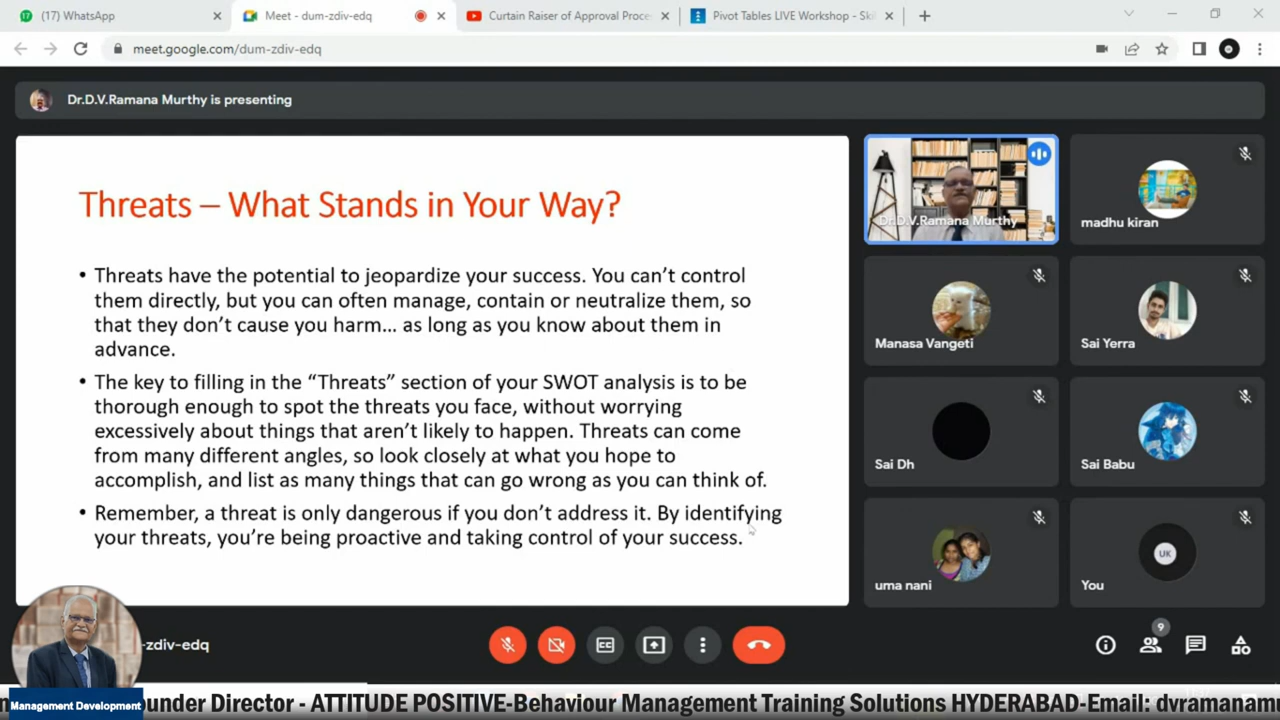 (17) WhatsApp
Meet - dum-zdiv-edq
Curtain Raiser of Approval Proce
Pivot Tables LIVE Workshop - Ski
meet.google.com/dum-zdiv-edq
Dr.D.V.Ramana Murthy is presenting
Threats – What Stands in Your Way?
• Threats have the potential to jeopardize your success. You can’t control
them directly, but you can often manage, contain or neutralize them, so
that they don’t cause you harm… as long as you know about them in
advance.
• The key to filling in the “Threats” section of your SWOT analysis is to be
thorough enough to spot the threats you face, without worrying
excessively about things that aren’t likely to happen. Threats can come
from many different angles, so look closely at what you hope to
accomplish, and list as many things that can go wrong as you can think of.
• Remember, a threat is only dangerous if you don’t address it. By identifying
your threats, you’re being proactive and taking control of your success.
Dr.D.V.Ramana Murthy
madhu kiran
Manasa Vangeti
Sai Yerra
Sai Dh
Sai Babu
uma nani
UK
You
-zdiv-edq
CC
9
Management Development
ounder Director - ATTITUDE POSITIVE-Behaviour Management Training Solutions HYDERABAD-Email: dvramanam